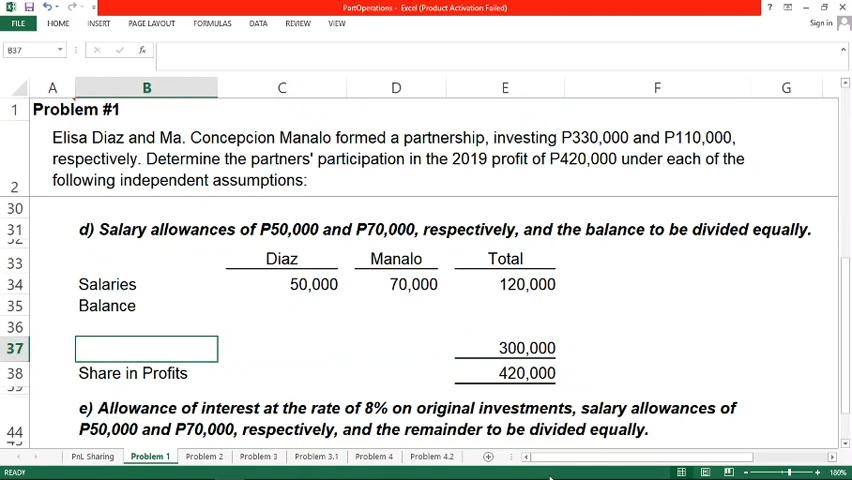 PartOperations - Excel (Product Activation Failed)
FILE HOME INSERT PAGE LAYOUT FORMULAS DATA REVIEW VIEW Sign in
B37 fx
A B C D E F G
1 Problem #1
2 Elisa Diaz and Ma. Concepcion Manalo formed a partnership, investing P330,000 and P110,000,
respectively. Determine the partners' participation in the 2019 profit of P420,000 under each of the
following independent assumptions:
30
31 d) Salary allowances of P50,000 and P70,000, respectively, and the balance to be divided equally.
32
33 Diaz Manalo Total
34 Salaries 50,000 70,000 120,000
35 Balance
36
37 300,000
38 Share in Profits 420,000
39
44 e) Allowance of interest at the rate of 8% on original investments, salary allowances of
P50,000 and P70,000, respectively, and the remainder to be divided equally.
45
PnL Sharing Problem 1 Problem 2 Problem 3 Problem 3.1 Problem 4 Problem 4.2
READY 180%